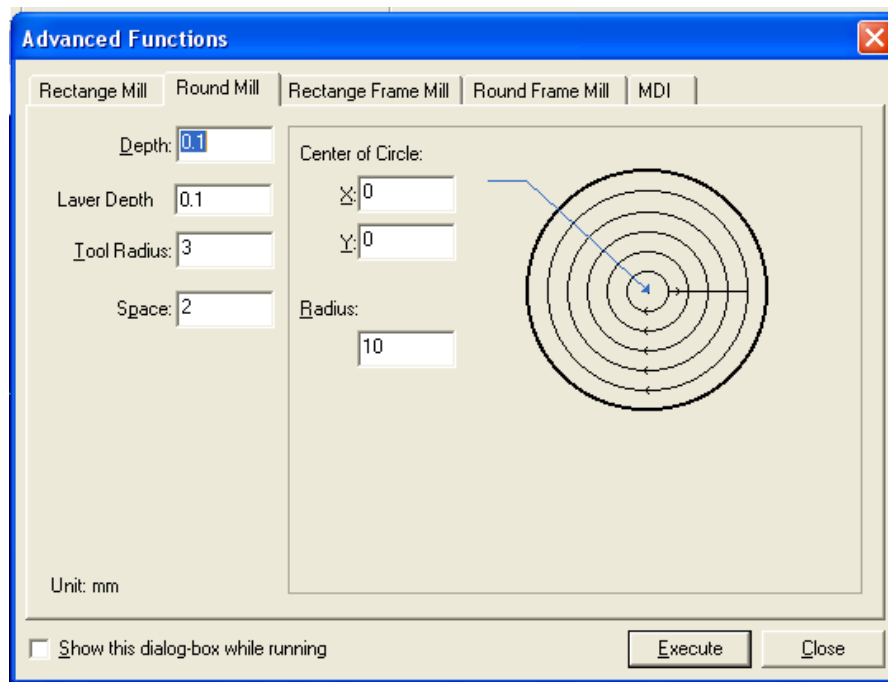 Advanced Functions
Rectange Mill Round Mill Rectange Frame Mill Round Frame Mill MDI
Depth: 0.1
Layer Depth 0.1
Tool Radius: 3
Space: 2
Center of Circle:
X: 0
Y: 0
Radius:
10
Unit: mm
Show this dialog-box while running
Execute Close